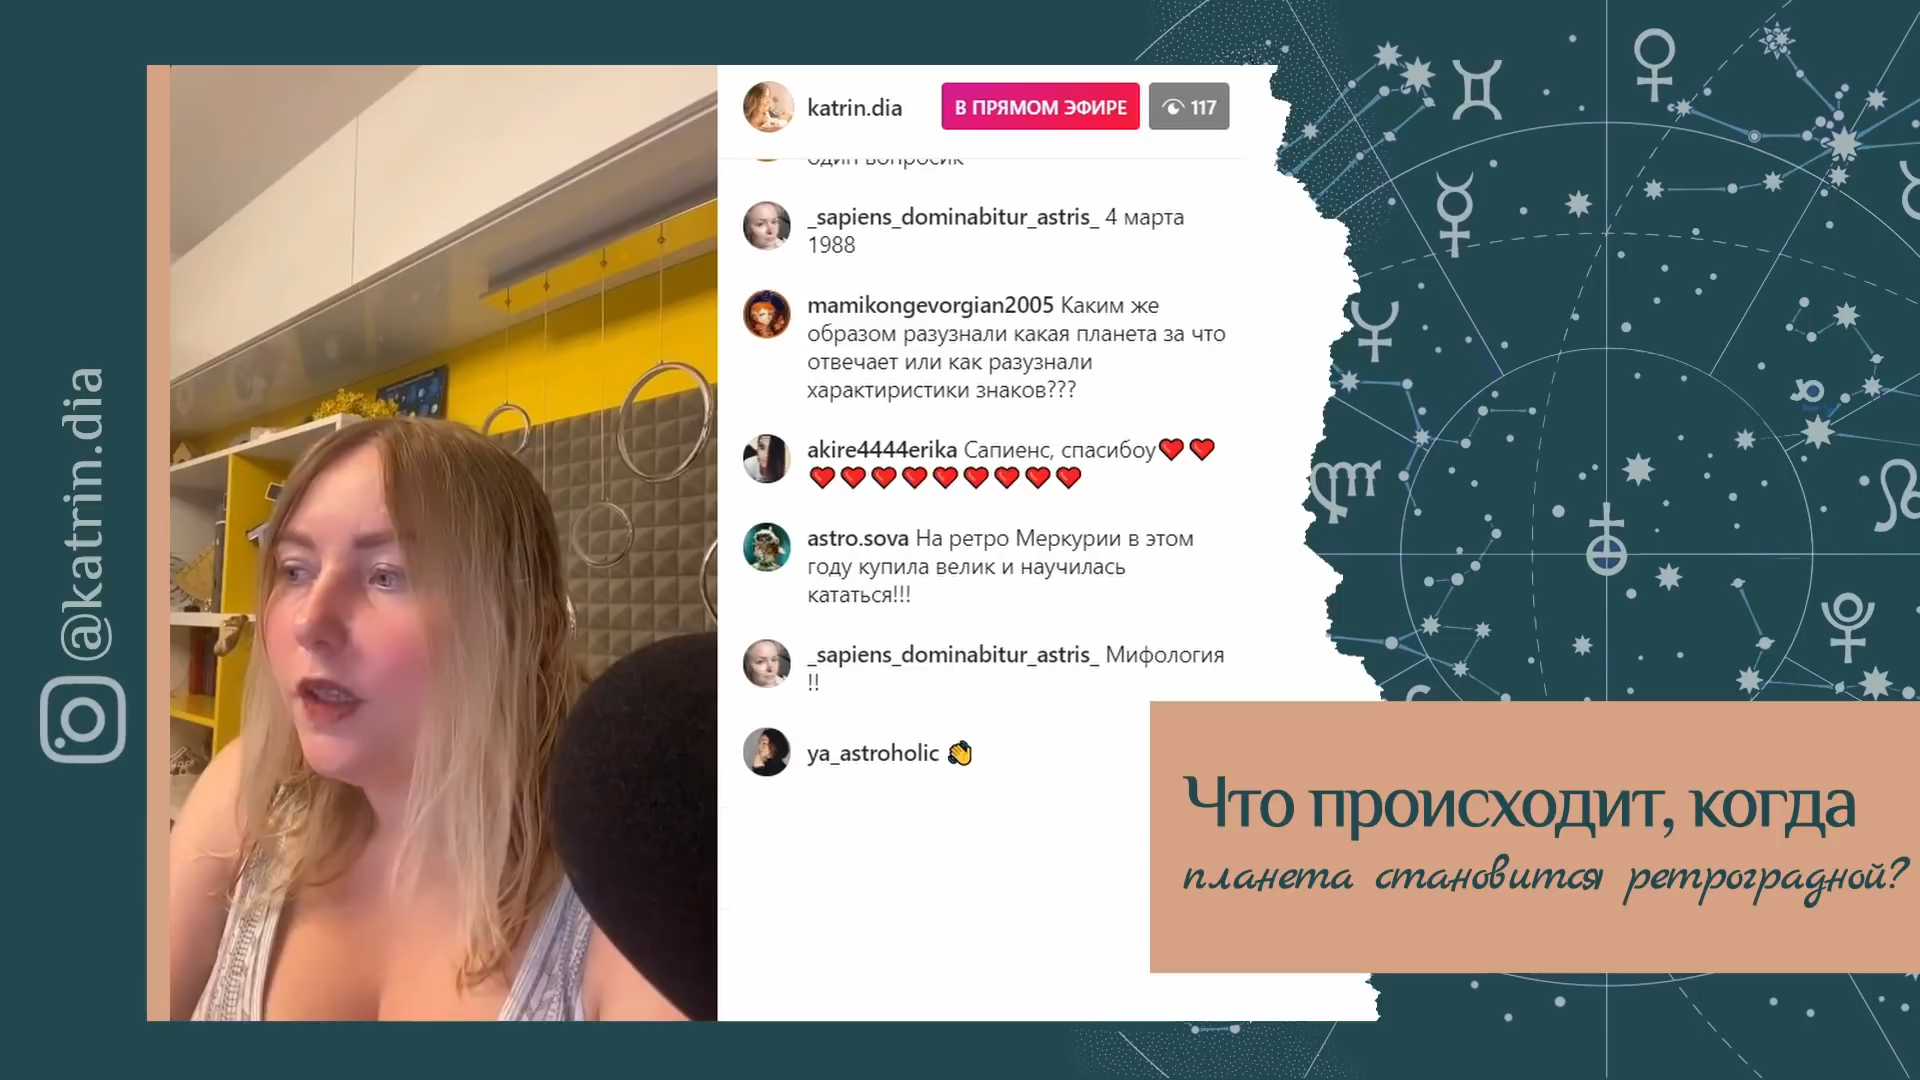 @katrin.dia
katrin.dia
В ПРЯМОМ ЭФИРЕ
117
один вопросик
_sapiens_dominabitur_astris_ 4 марта
1988
mamikongevorgian2005 Каким же
образом разузнали какая планета за что
отвечает или как разузнали
характиристики знаков???
akire4444erika Сапиенс, спасибоу❤️❤️
❤️❤️❤️❤️❤️❤️❤️❤️❤️
astro.sova На ретро Меркурии в этом
году купила велик и научилась
кататься!!!
_sapiens_dominabitur_astris_ Мифология
!!
ya_astroholic 👏
Что происходит, когда
планета становится ретроградной?